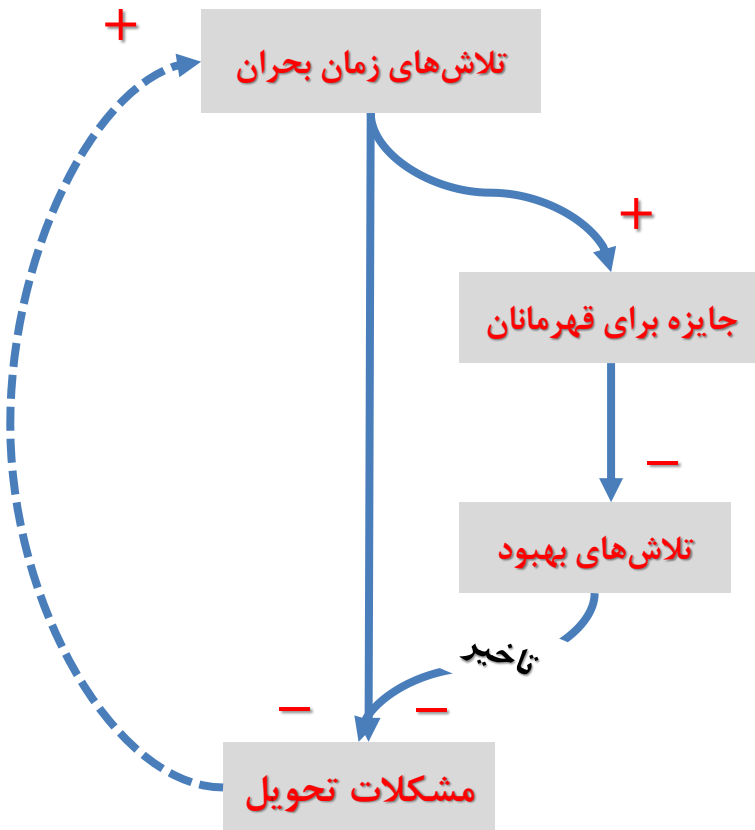 +
تلاش‌های زمان بحران
+
جایزه برای قهرمانان
−
تلاش‌های بهبود
تاخیر
−
−
مشکلات تحویل